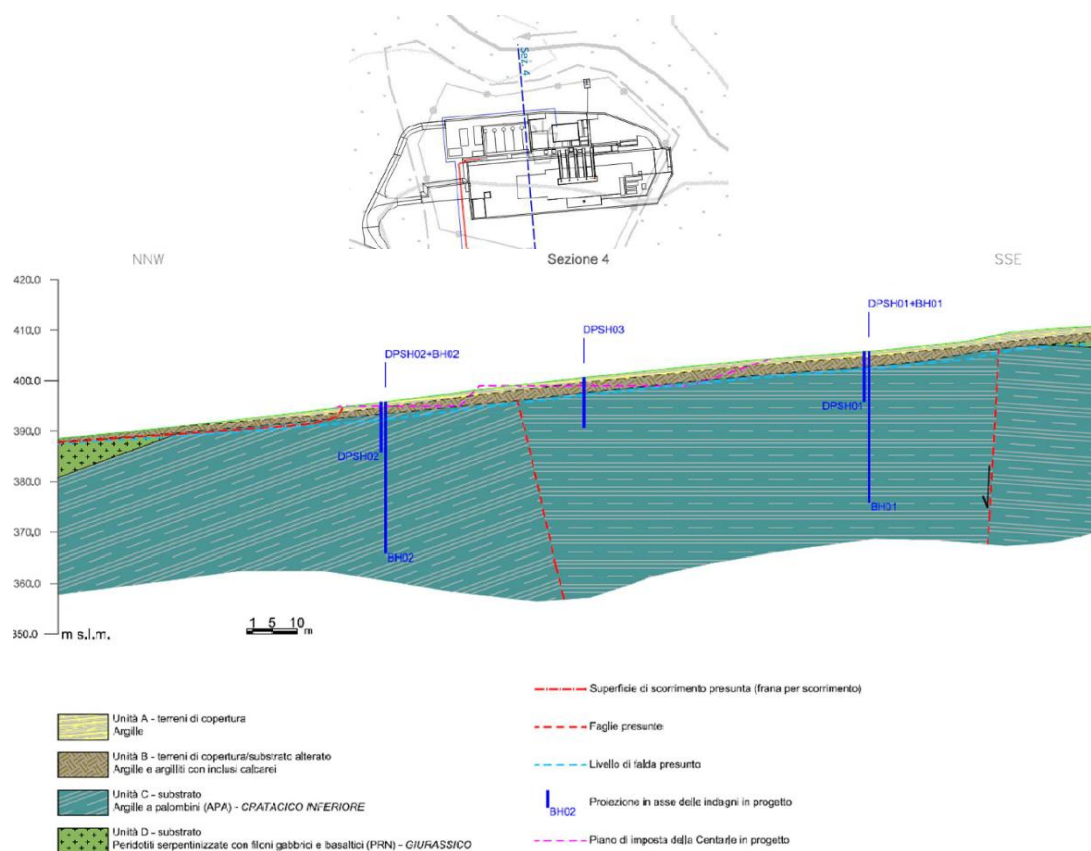 Sez. 4
NNW
Sezione 4
SSE
420.0
410.0
400.0
390.0
380.0
370.0
360.0
350.0
m s.l.m.
DPSH02+BH02
DPSH03
DPSH01+BH01
DPSH02
BH02
DPSH01
BH01
1 5 10
m
Unità A - terreni di copertura
Argille
Unità B - terreni di copertura/substrato alterato
Argille e argilliti con inclusi calcarei
Unità C - substrato
Argille a palombini (APA) - CRATACICO INFERIORE
Unità D - substrato
Peridotiti serpentinizzate con filoni gabbrici e basaltici (PRN) - GIURASSICO
Superficie di scorrimento presunta (frana per scorrimento)
Faglie presunte
Livello di falda presunto
BH02
Proiezione in asse delle indagini in progetto
Piano di imposta della Centarle in progetto